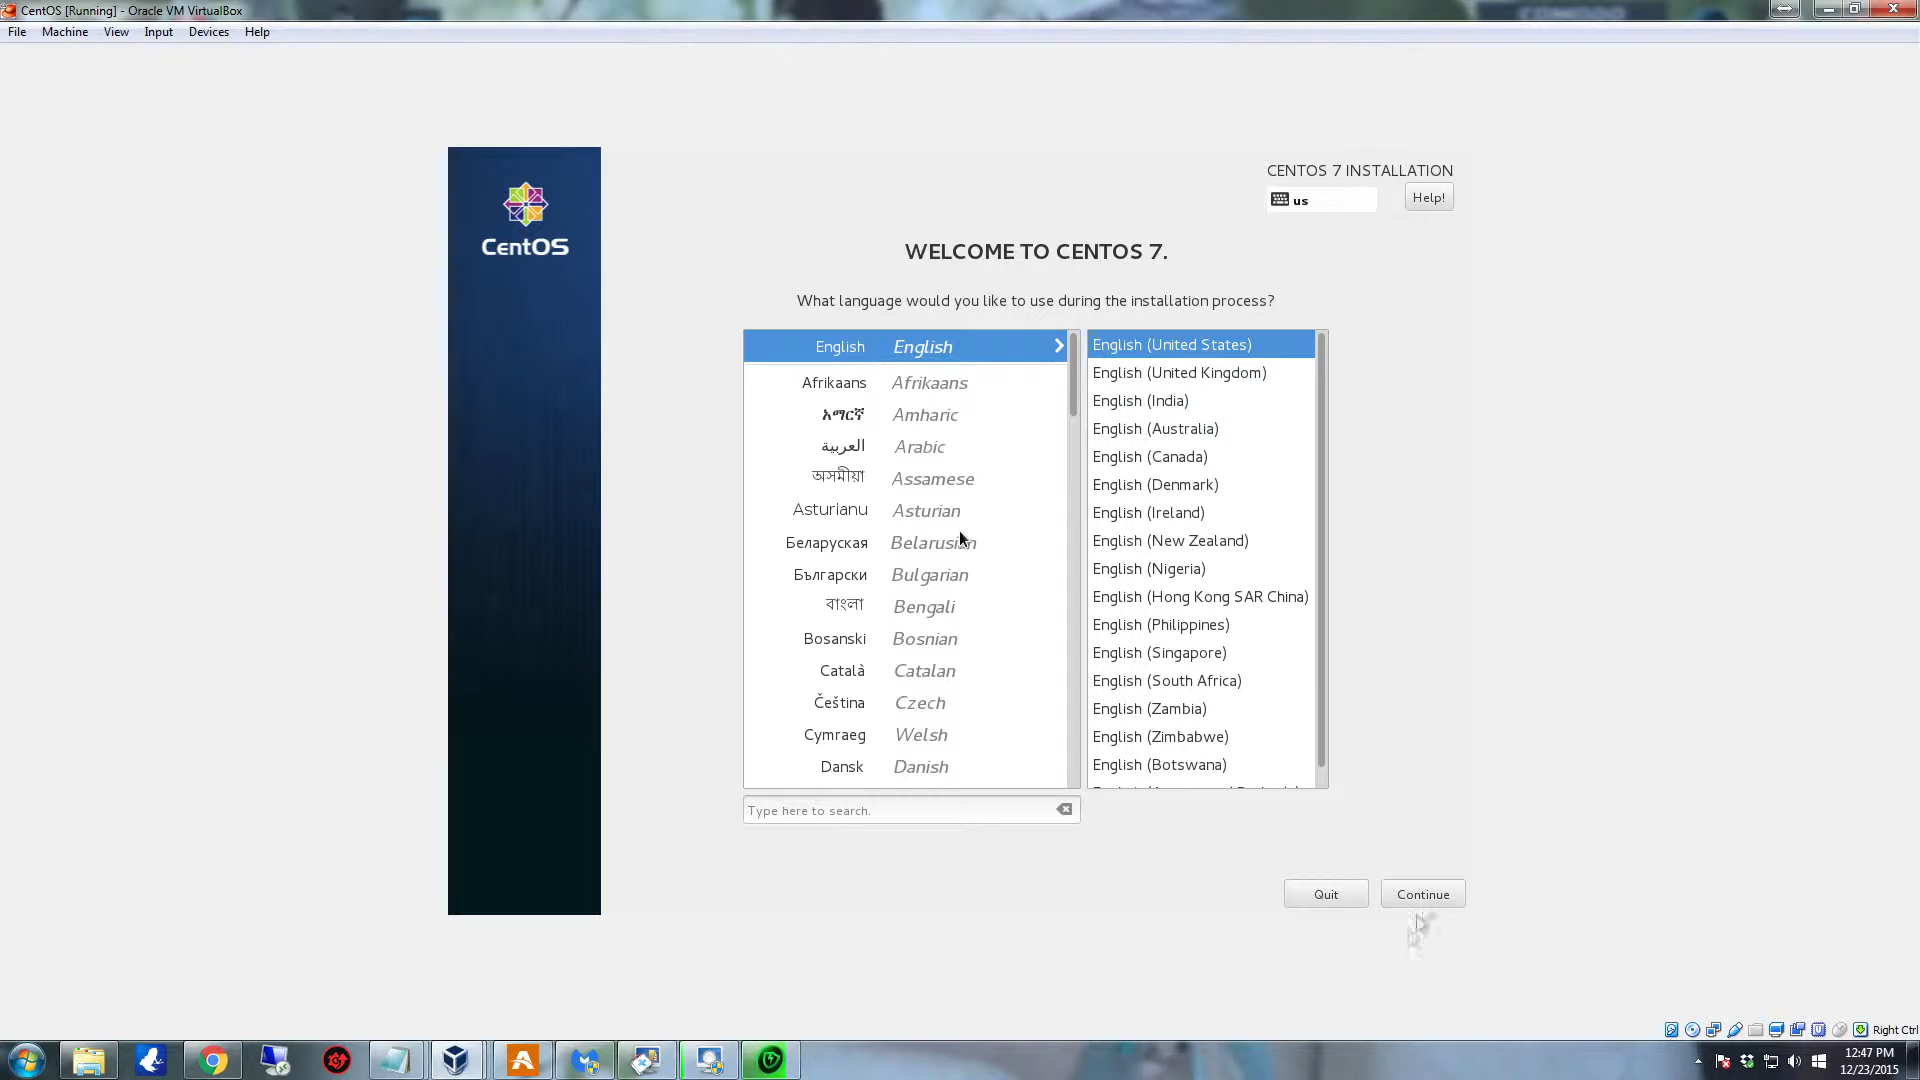 CentOS [Running] - Oracle VM VirtualBox
File Machine View Input Devices Help
CentOS
CENTOS 7 INSTALLATION
us
Help!
WELCOME TO CENTOS 7.
What language would you like to use during the installation process?
English English
Afrikaans Afrikaans
አማርኛ Amharic
العربية Arabic
অসমীয়া Assamese
Asturianu Asturian
Беларуская Belarusian
Български Bulgarian
বাংলা Bengali
Bosanski Bosnian
Català Catalan
Čeština Czech
Cymraeg Welsh
Dansk Danish
English (United States)
English (United Kingdom)
English (India)
English (Australia)
English (Canada)
English (Denmark)
English (Ireland)
English (New Zealand)
English (Nigeria)
English (Hong Kong SAR China)
English (Philippines)
English (Singapore)
English (South Africa)
English (Zambia)
English (Zimbabwe)
English (Botswana)
Type here to search.
Quit
Continue
Right Ctrl
12:47 PM
12/23/2015